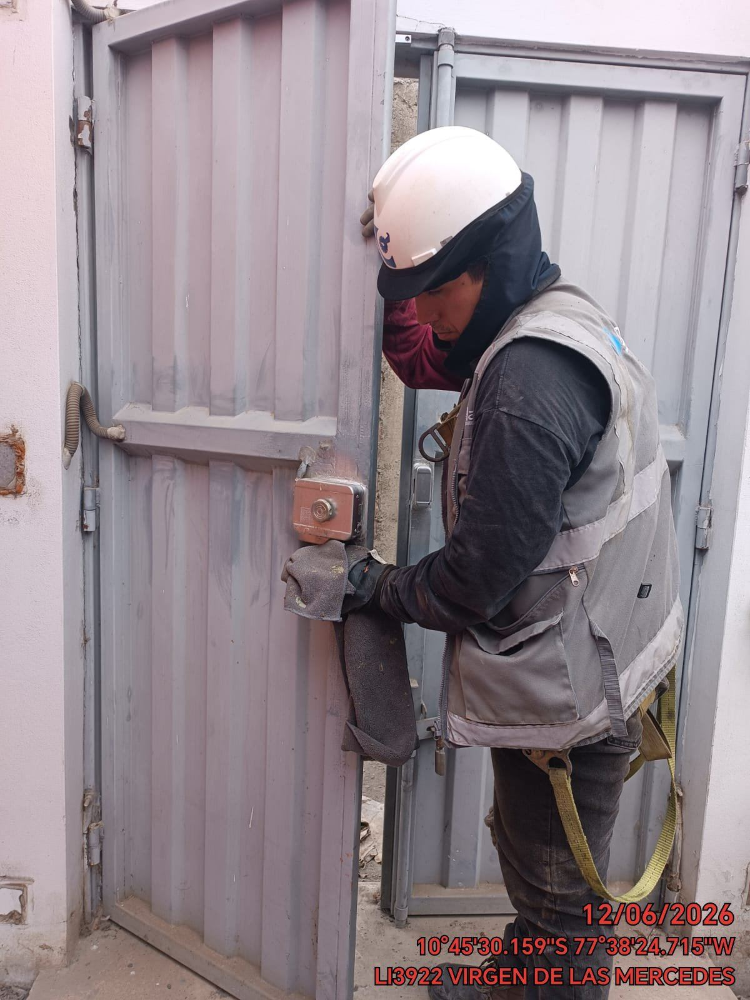 12/06/2026
10°45'30.159"S 77°38'24.715"W
LI3922 VIRGEN DE LAS MERCEDES